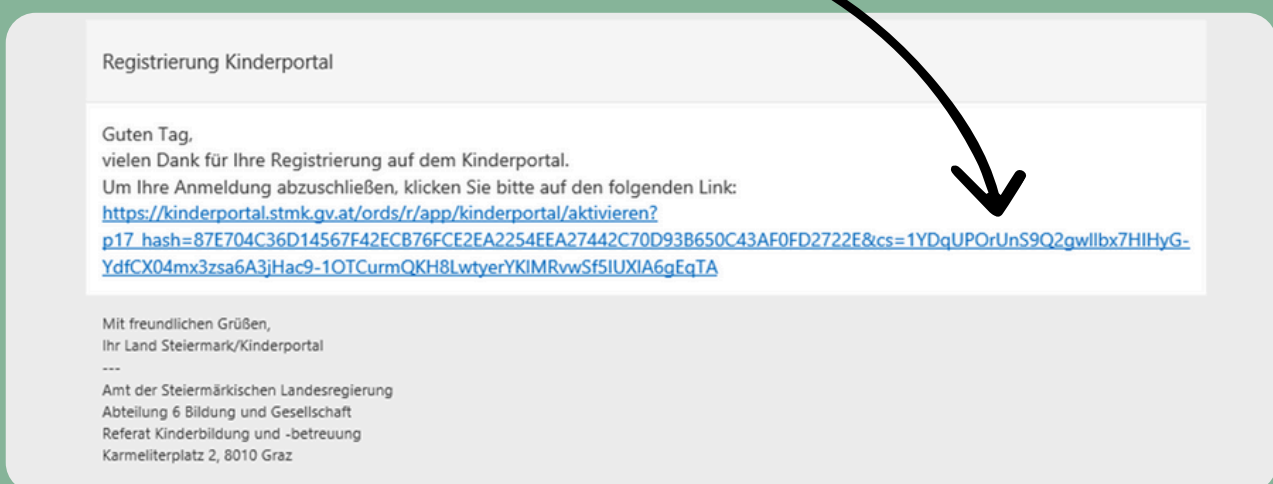 Registrierung Kinderportal
Guten Tag,
vielen Dank für Ihre Registrierung auf dem Kinderportal.
Um Ihre Anmeldung abzuschließen, klicken Sie bitte auf den folgenden Link:
https://kinderportal.stmk.gv.at/ords/r/app/kinderportal/aktivieren?
p17_hash=87E704C36D14567F42ECB76FCE2EA2254EEA27442C70D93B650C43AF0FD2722E&cs=1YDqUPOrUnS9Q2gwllbx7HIHyG-
YdfCX04mx3zsa6A3jHac9-1OTCurmQKH8LwtyerYKIMRvwSf5IUXIA6gEqTA
Mit freundlichen Grüßen,
Ihr Land Steiermark/Kinderportal
---
Amt der Steiermärkischen Landesregierung
Abteilung 6 Bildung und Gesellschaft
Referat Kinderbildung und -betreuung
Karmeliterplatz 2, 8010 Graz